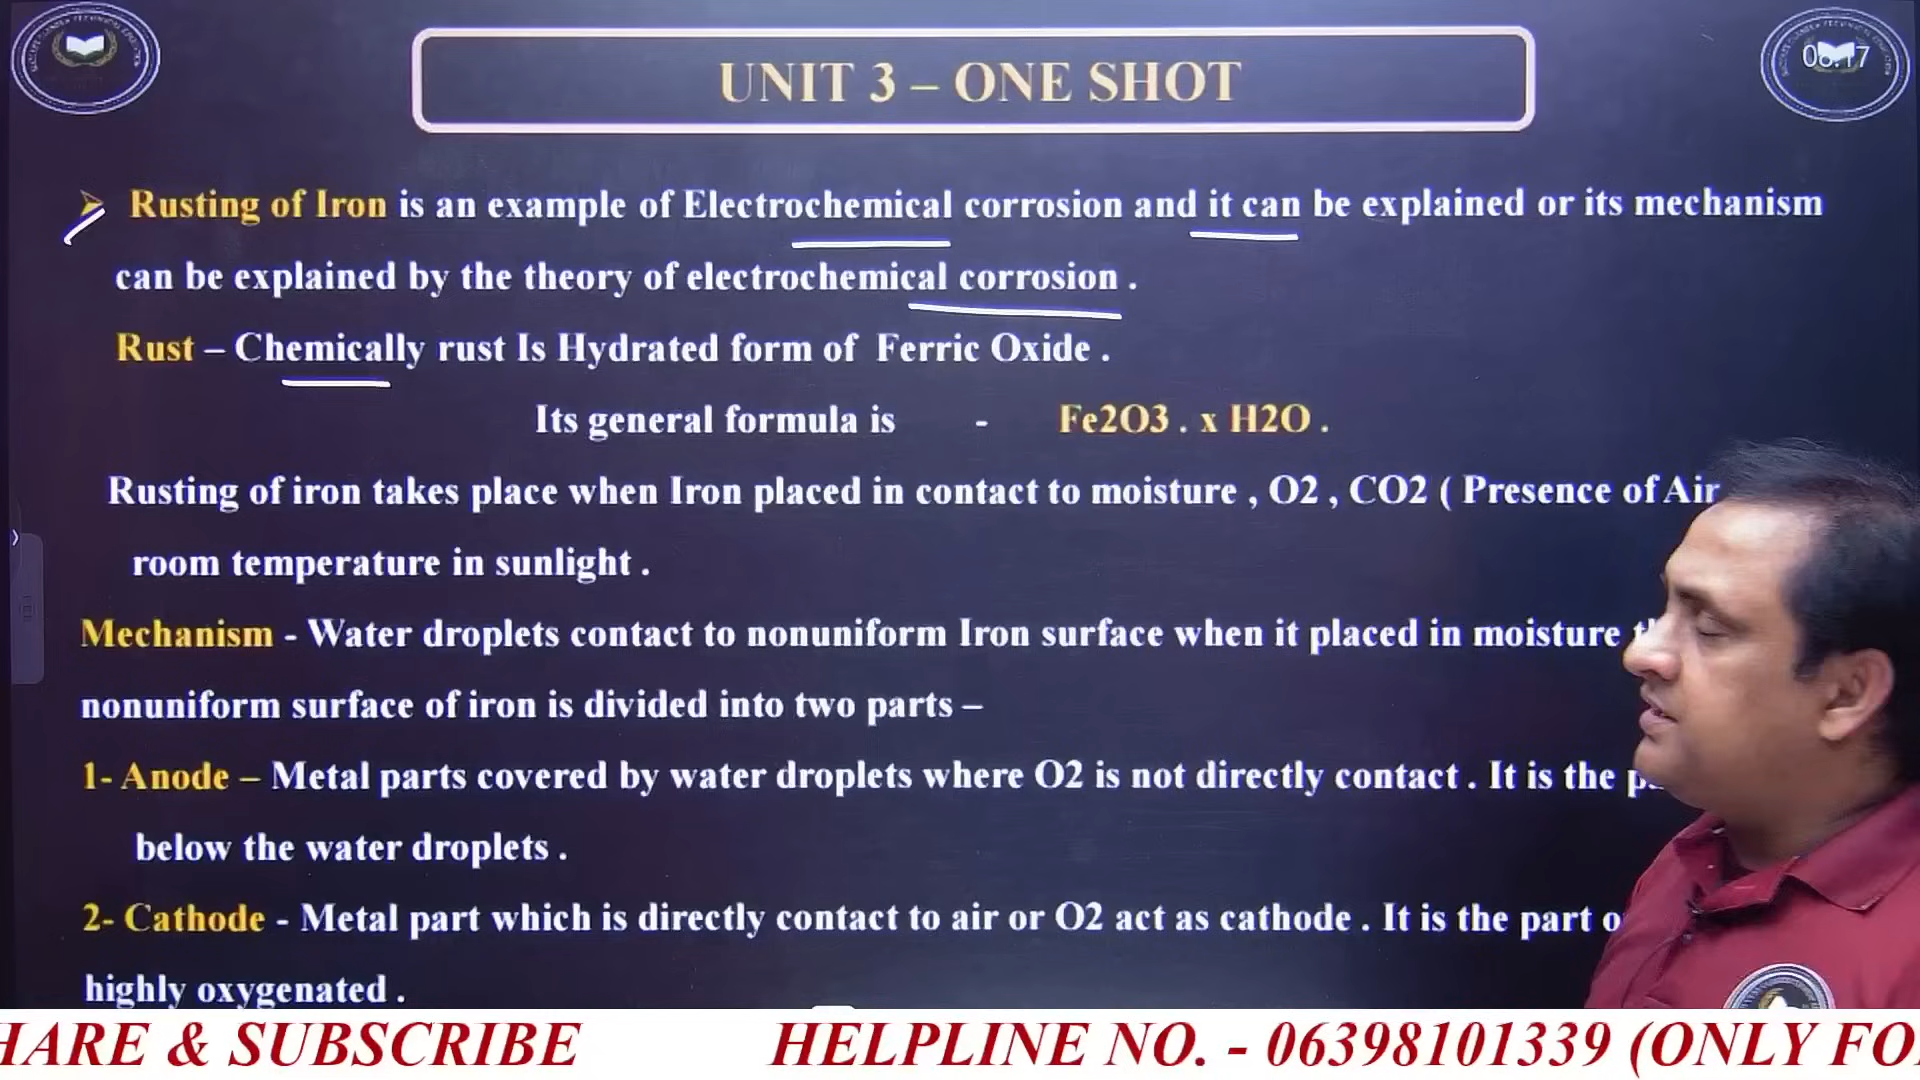 UNIT 3 – ONE SHOT
06:17
Rusting of Iron is an example of Electrochemical corrosion and it can be explained or its mechanism
can be explained by the theory of electrochemical corrosion .
Rust – Chemically rust Is Hydrated form of Ferric Oxide .
Its general formula is - Fe2O3 . x H2O .
Rusting of iron takes place when Iron placed in contact to moisture , O2 , CO2 ( Presence of Air
room temperature in sunlight .
Mechanism - Water droplets contact to nonuniform Iron surface when it placed in moisture
nonuniform surface of iron is divided into two parts –
1- Anode – Metal parts covered by water droplets where O2 is not directly contact . It is the
below the water droplets .
2- Cathode - Metal part which is directly contact to air or O2 act as cathode . It is the part
highly oxygenated .
HARE & SUBSCRIBE HELPLINE NO. - 06398101339 (ONLY FO